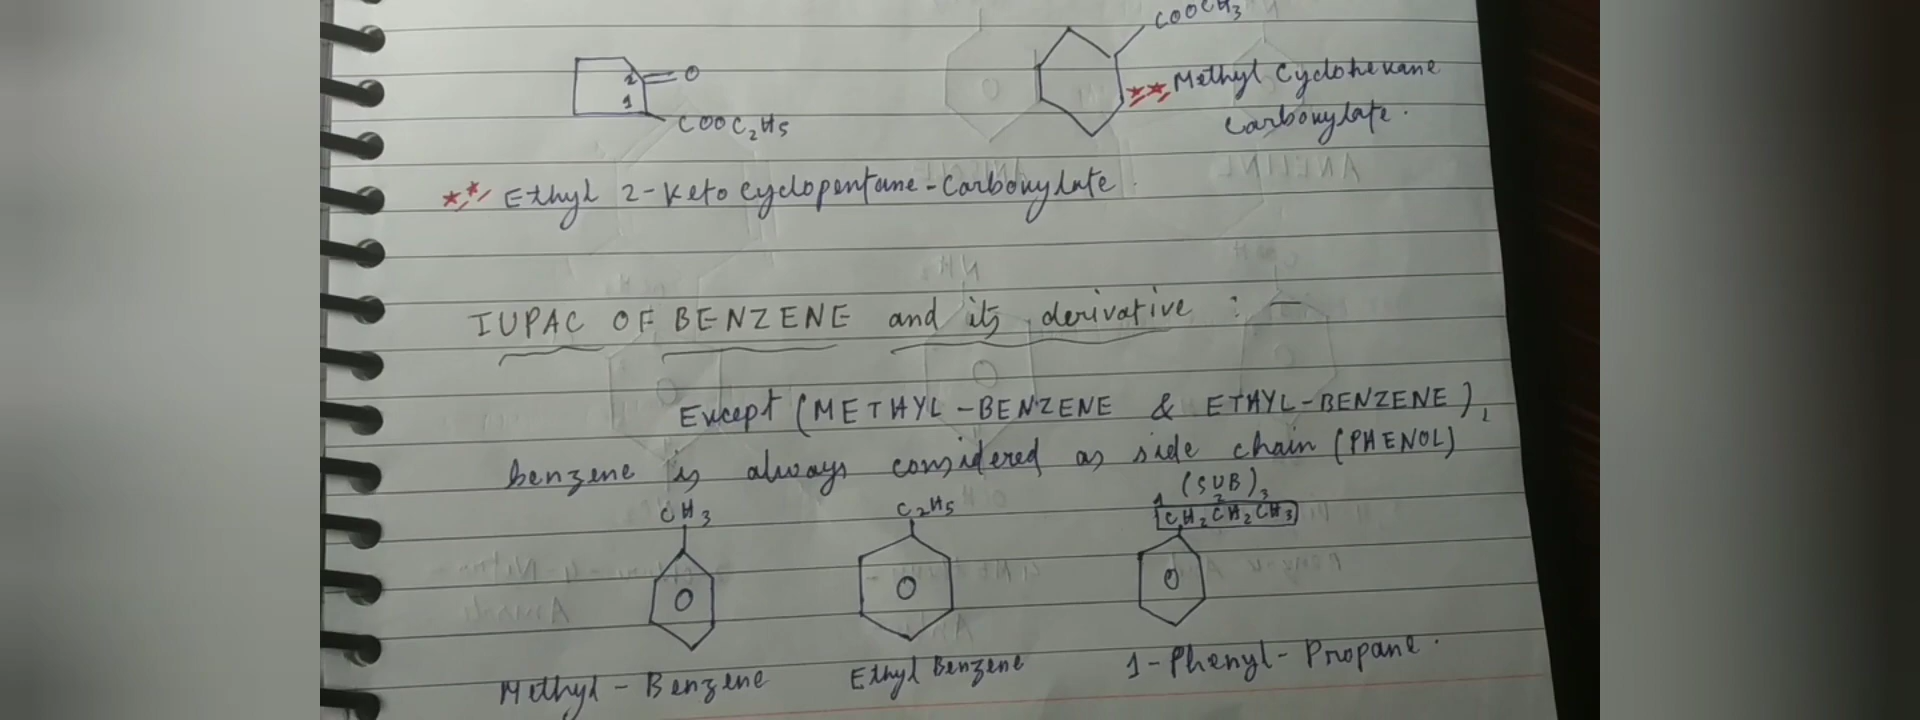 COOCH3
2 = O
1
COOC2H5
** Methyl Cyclohexane
Carboxylate.
** Ethyl 2-Keto cyclopentane-Carboxylate.
IUPAC OF BENZENE and its derivative :-
Except (METHYL-BENZENE & ETHYL-BENZENE),
benzene is always considered as side chain (PHENOL)
(SUB)
CH3
C2H5
1 2 3
CH2CH2CH3
Methyl - Benzene
Ethyl Benzene
1-Phenyl-Propane.